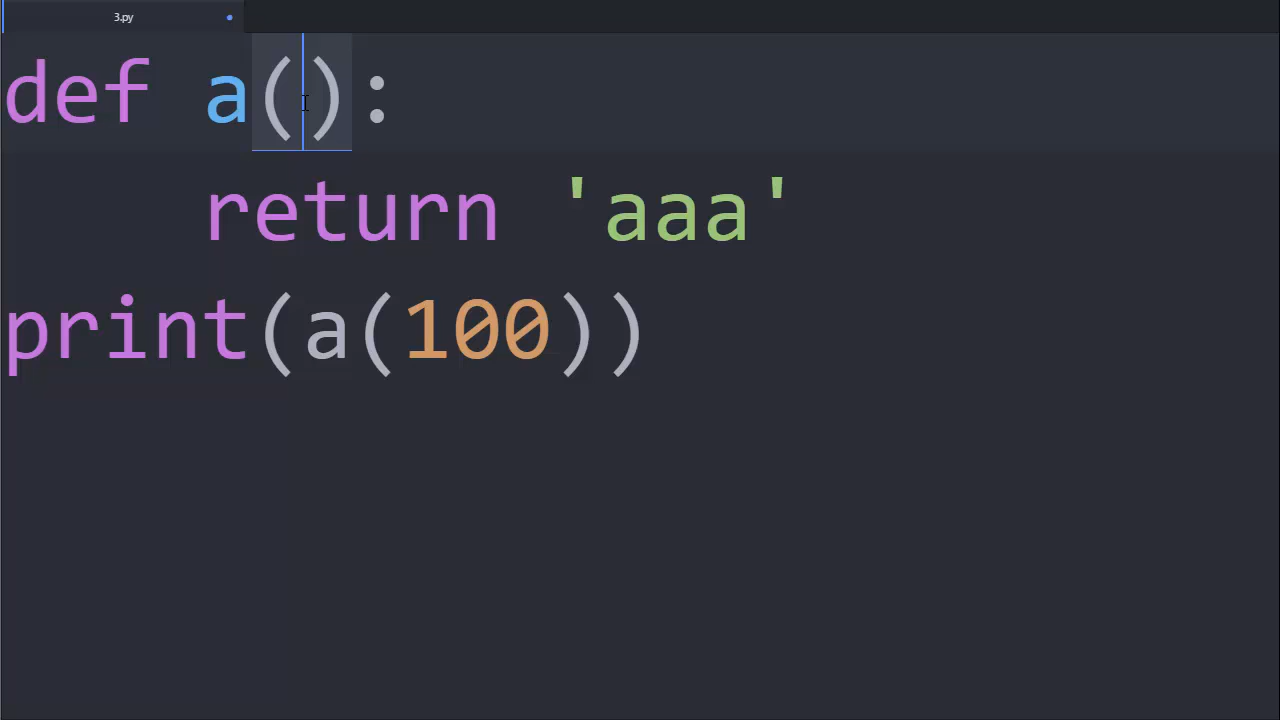 3.py
def a():
    return 'aaa'
print(a(100))